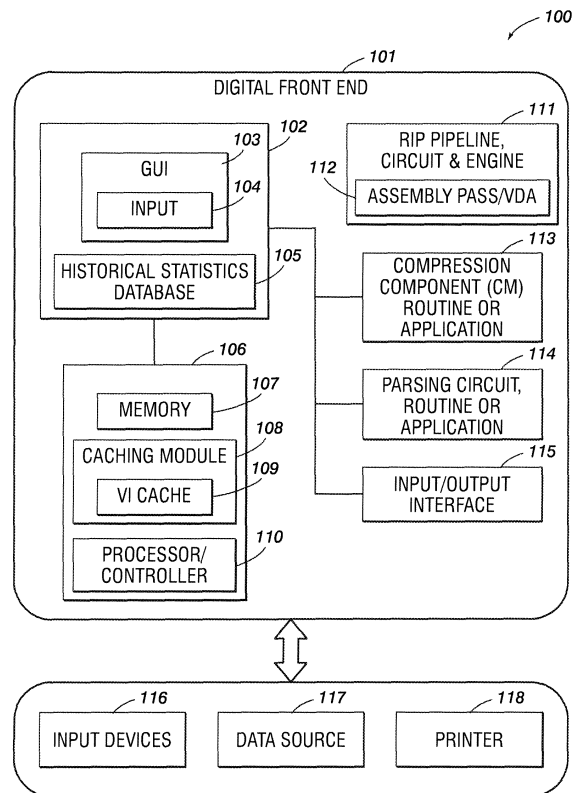 100
101
DIGITAL FRONT END
102
103
GUI
104
INPUT
105
HISTORICAL STATISTICS
DATABASE
106
107
MEMORY
108
CACHING MODULE
109
VI CACHE
110
PROCESSOR/
CONTROLLER
111
RIP PIPELINE,
CIRCUIT & ENGINE
112
ASSEMBLY PASS/VDA
113
COMPRESSION
COMPONENT (CM)
ROUTINE OR
APPLICATION
114
PARSING CIRCUIT,
ROUTINE OR
APPLICATION
115
INPUT/OUTPUT
INTERFACE
116
INPUT DEVICES
117
DATA SOURCE
118
PRINTER